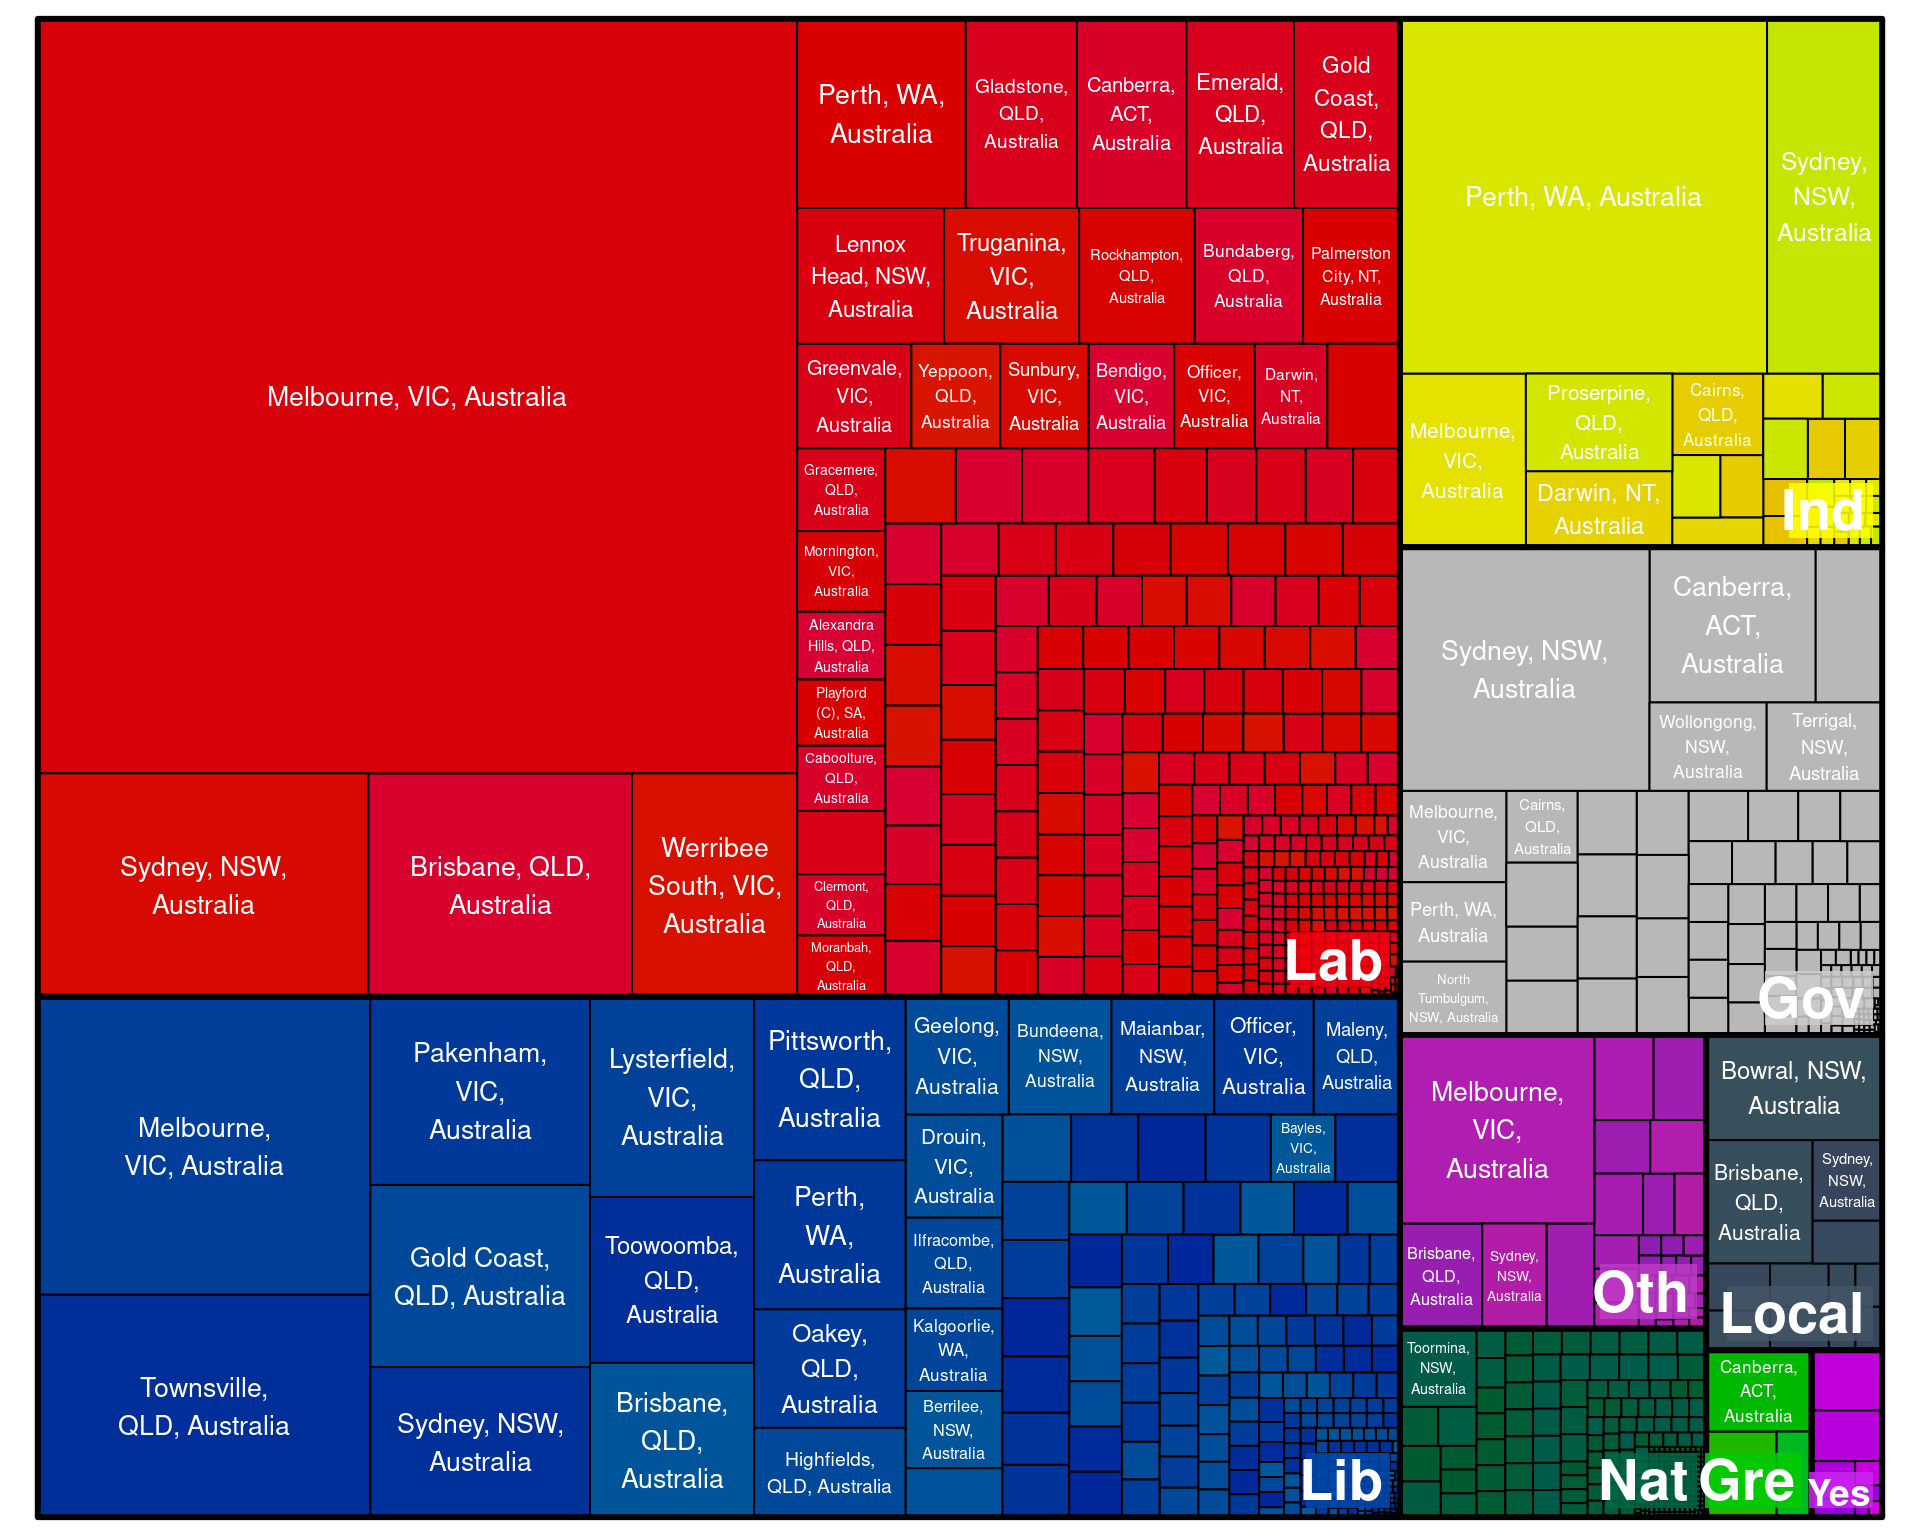 Melbourne, VIC, Australia
Sydney, NSW,
Australia
Brisbane, QLD,
Australia
Werribee
South, VIC,
Australia
Perth, WA,
Australia
Gladstone,
QLD,
Australia
Canberra,
ACT,
Australia
Emerald,
QLD,
Australia
Gold
Coast,
QLD,
Australia
Lennox
Head, NSW,
Australia
Truganina,
VIC,
Australia
Rockhampton,
QLD,
Australia
Bundaberg,
QLD,
Australia
Palmerston
City, NT,
Australia
Greenvale,
VIC,
Australia
Yeppoon,
QLD,
Australia
Sunbury,
VIC,
Australia
Bendigo,
VIC,
Australia
Officer,
VIC,
Australia
Darwin,
NT,
Australia
Gracemere,
QLD,
Australia
Mornington,
VIC,
Australia
Alexandra
Hills, QLD,
Australia
Playford
(C), SA,
Australia
Caboolture,
QLD,
Australia
Clermont,
QLD,
Australia
Moranbah,
QLD,
Australia
Lab
Melbourne,
VIC, Australia
Townsville,
QLD, Australia
Pakenham,
VIC,
Australia
Gold Coast,
QLD, Australia
Sydney, NSW,
Australia
Lysterfield,
VIC,
Australia
Toowoomba,
QLD,
Australia
Brisbane,
QLD,
Australia
Pittsworth,
QLD,
Australia
Perth,
WA,
Australia
Oakey,
QLD,
Australia
Highfields,
QLD, Australia
Geelong,
VIC,
Australia
Bundeena,
NSW,
Australia
Maianbar,
NSW,
Australia
Officer,
VIC,
Australia
Maleny,
QLD,
Australia
Drouin,
VIC,
Australia
Bayles,
VIC,
Australia
Ilfracombe,
QLD,
Australia
Kalgoorlie,
WA,
Australia
Berrilee,
NSW,
Australia
Lib
Perth, WA, Australia
Sydney,
NSW,
Australia
Melbourne,
VIC,
Australia
Proserpine,
QLD,
Australia
Darwin, NT,
Australia
Cairns,
QLD,
Australia
Ind
Sydney, NSW,
Australia
Canberra,
ACT,
Australia
Wollongong,
NSW,
Australia
Terrigal,
NSW,
Australia
Melbourne,
VIC,
Australia
Cairns,
QLD,
Australia
Perth, WA,
Australia
North
Tumbulgum,
NSW, Australia
Gov
Melbourne,
VIC,
Australia
Brisbane,
QLD,
Australia
Sydney,
NSW,
Australia
Oth
Bowral, NSW,
Australia
Brisbane,
QLD,
Australia
Sydney,
NSW,
Australia
Local
Toormina,
NSW,
Australia
Nat
Canberra,
ACT,
Australia
Gre
Yes